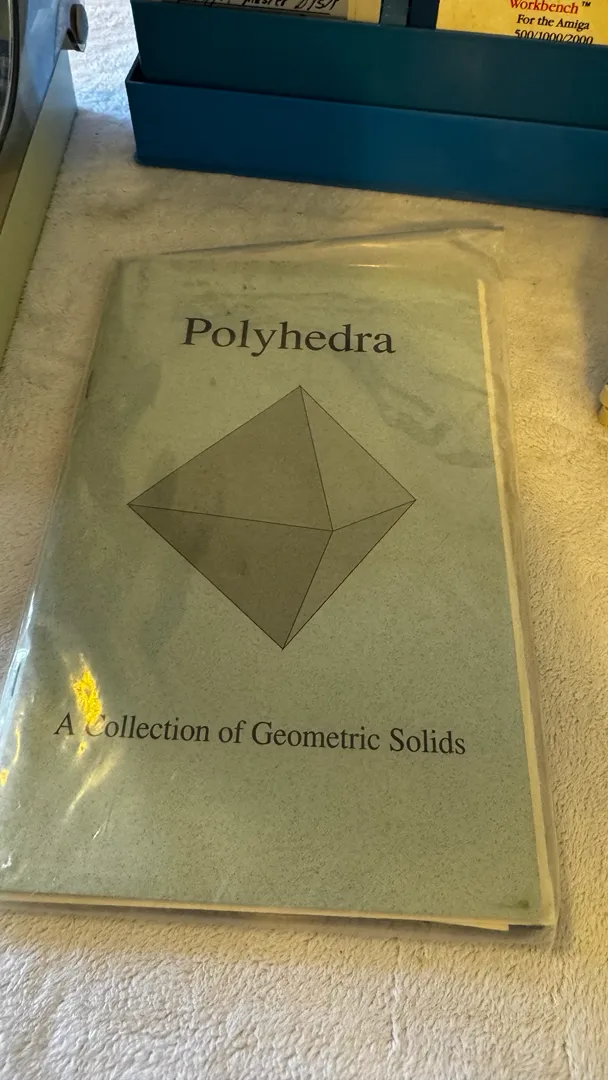 Workbench™
For the Amiga
500/1000/2000
Polyhedra
A Collection of Geometric Solids